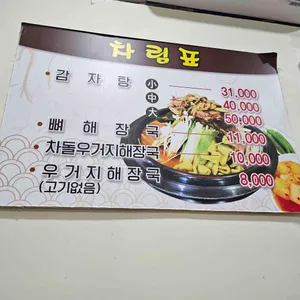 차림표
· 감자탕 小 31,000
中 40,000
大 50,000
· 뼈해장국 11,000
· 차돌우거지해장국 10,000
· 우거지해장국 8,000
(고기없음)